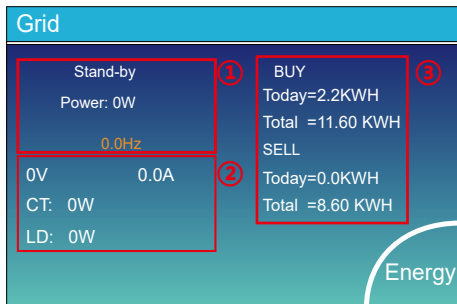 Grid
Stand-by
Power: 0W
0.0Hz
①
0V 0.0A
CT: 0W
LD: 0W
②
BUY
Today=2.2KWH
Total =11.60 KWH
SELL
Today=0.0KWH
Total =8.60 KWH
③
Energy